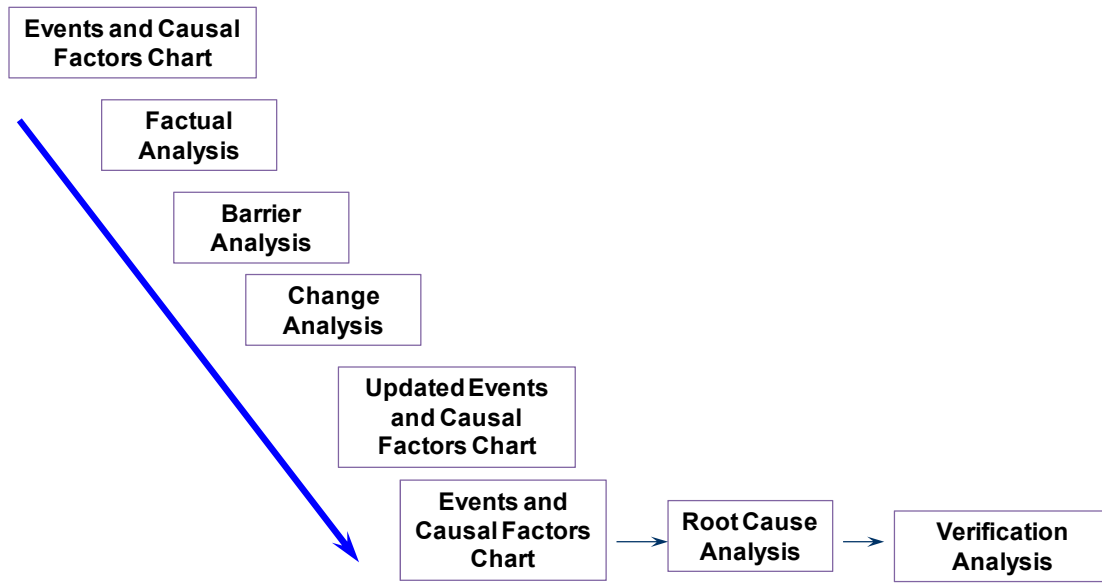 Events and Causal
Factors Chart
Factual
Analysis
Barrier
Analysis
Change
Analysis
Updated Events
and Causal
Factors Chart
Events and
Causal Factors
Chart
Root Cause
Analysis
Verification
Analysis